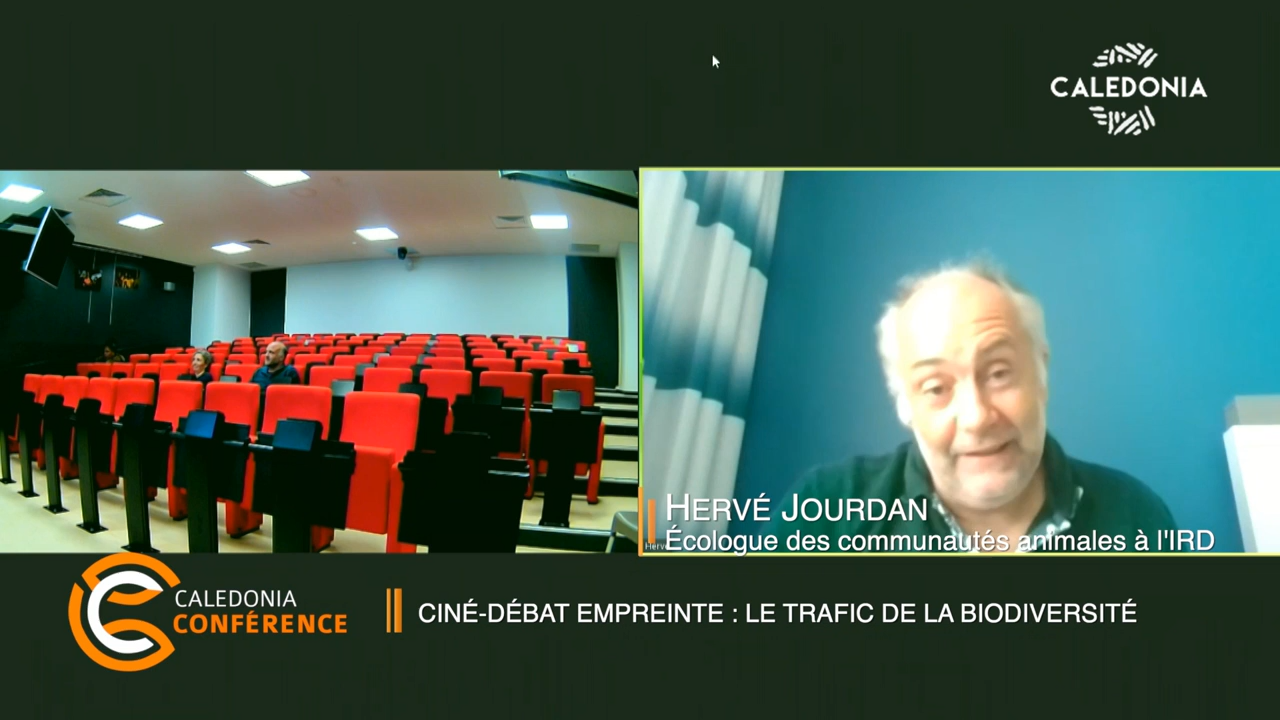 CALEDONIA
HERVÉ JOURDAN
Écologue des communautés animales à l'IRD
CALEDONIA
CONFÉRENCE
CINÉ-DÉBAT EMPREINTE : LE TRAFIC DE LA BIODIVERSITÉ